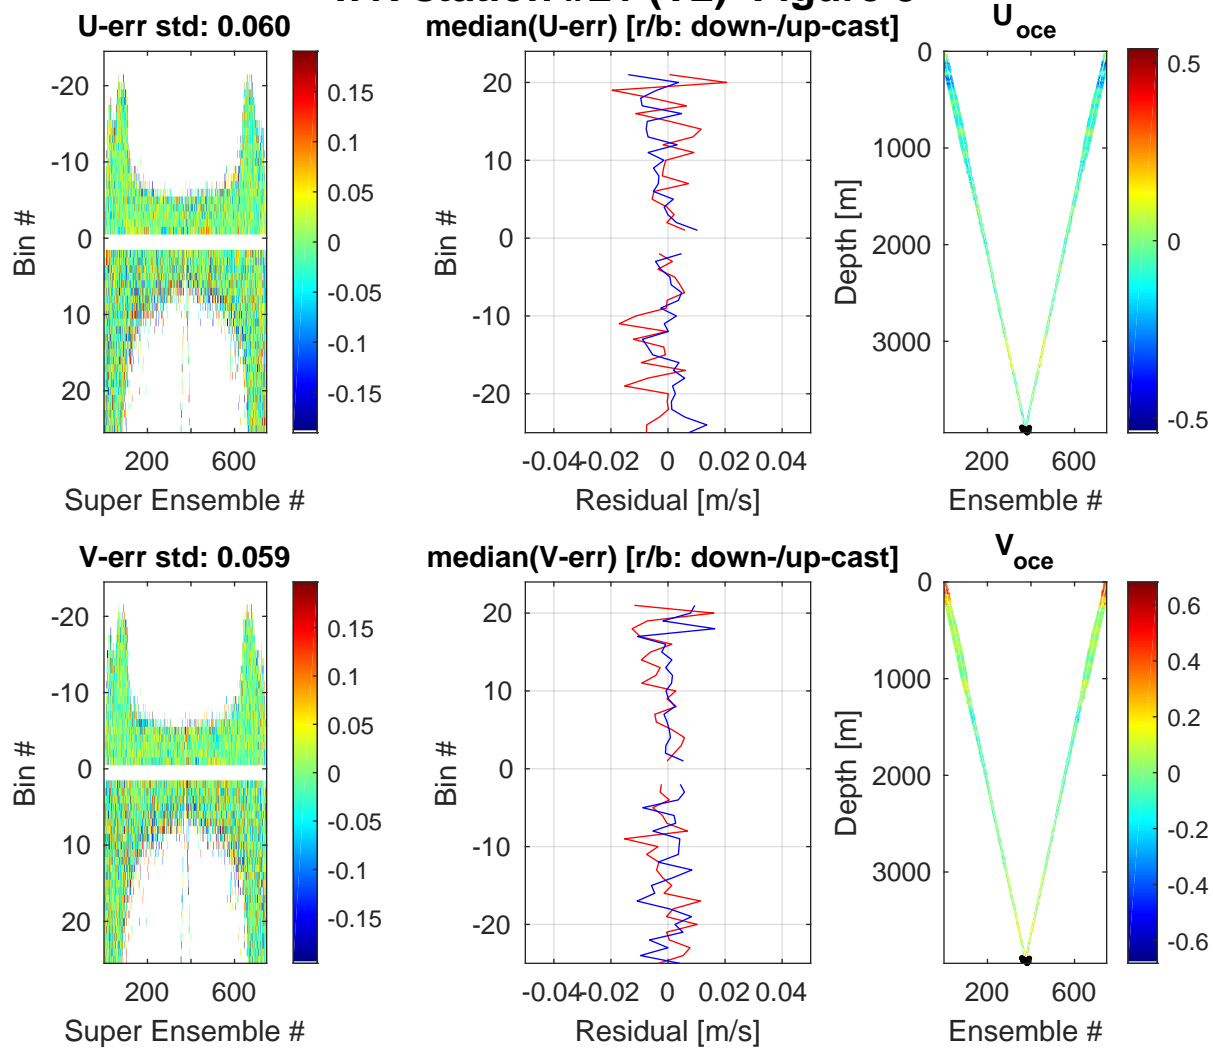 U-err std: 0.060
-20
-10
0
10
20
200 600
Super Ensemble #
Bin #
0.15
0.1
0.05
0
-0.05
-0.1
-0.15
median(U-err) [r/b: down-/up-cast]
20
10
0
-10
-20
-0.04 -0.02 0 0.02 0.04
Residual [m/s]
Bin #
U_oce
0
1000
2000
3000
200 600
Ensemble #
Depth [m]
0.5
0
-0.5
V-err std: 0.059
-20
-10
0
10
20
200 600
Super Ensemble #
Bin #
0.15
0.1
0.05
0
-0.05
-0.1
-0.15
median(V-err) [r/b: down-/up-cast]
20
10
0
-10
-20
-0.04 -0.02 0 0.02 0.04
Residual [m/s]
Bin #
V_oce
0
1000
2000
3000
200 600
Ensemble #
Depth [m]
0.6
0.4
0.2
0
-0.2
-0.4
-0.6